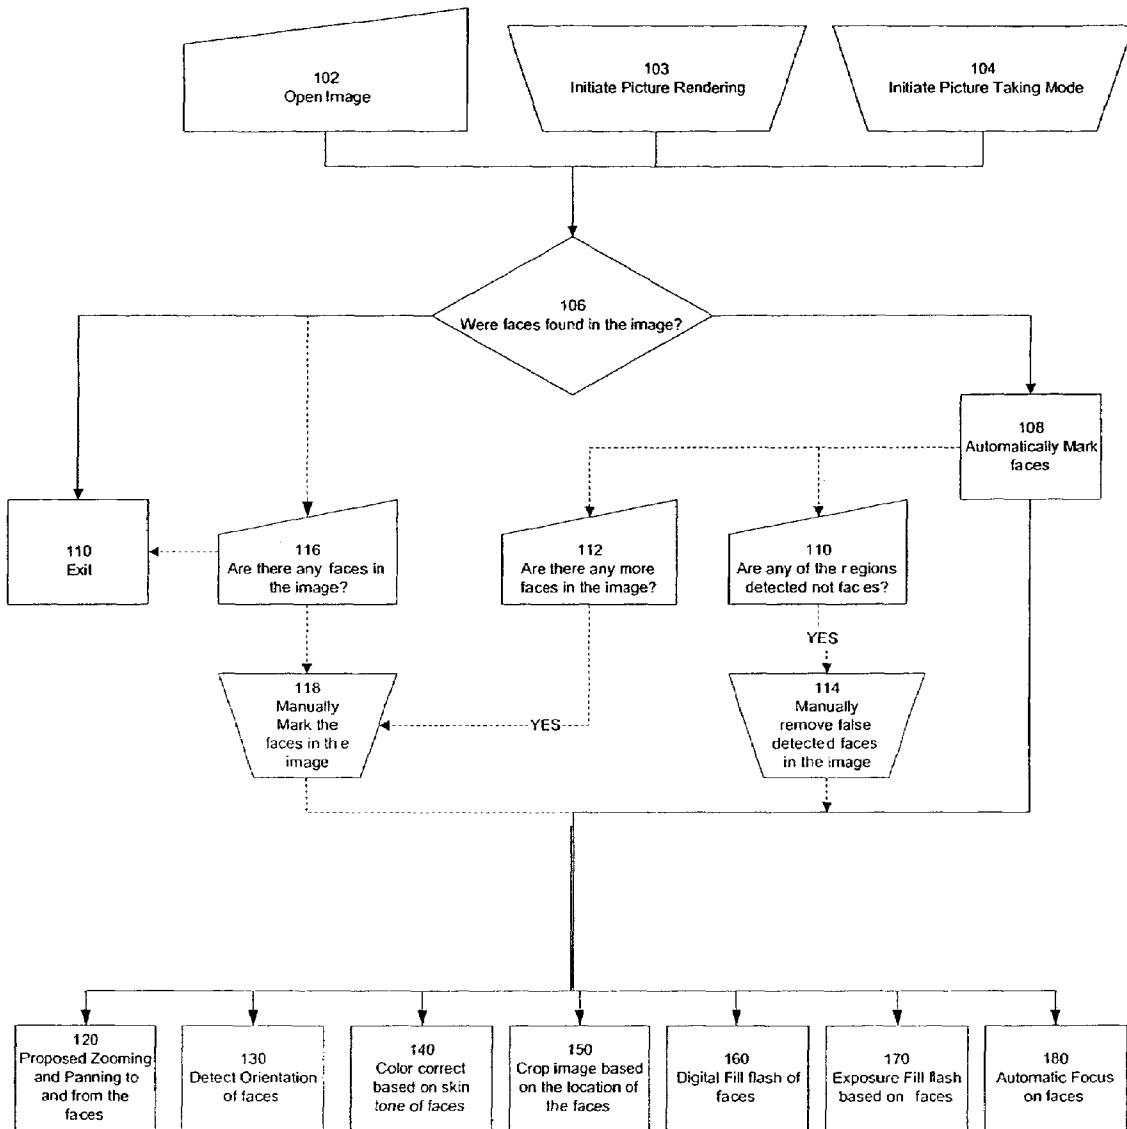 102
Open Image
103
Initiate Picture Rendering
104
Initiate Picture Taking Mode
106
Were faces found in the image?
108
Automatically Mark
faces
110
Exit
116
Are there any faces in
the image?
112
Are there any more
faces in the image?
110
Are any of the regions
detected not faces?
YES
118
Manually
Mark the
faces in the
image
YES
114
Manually
remove false
detected faces
in the image
120
Proposed Zooming
and Panning to
and from the
faces
130
Detect Orientation
of faces
140
Color correct
based on skin
tone of faces
150
Crop image based
on the location of
the faces
160
Digital Fill flash of
faces
170
Exposure Fill flash
based on faces
180
Automatic Focus
on faces